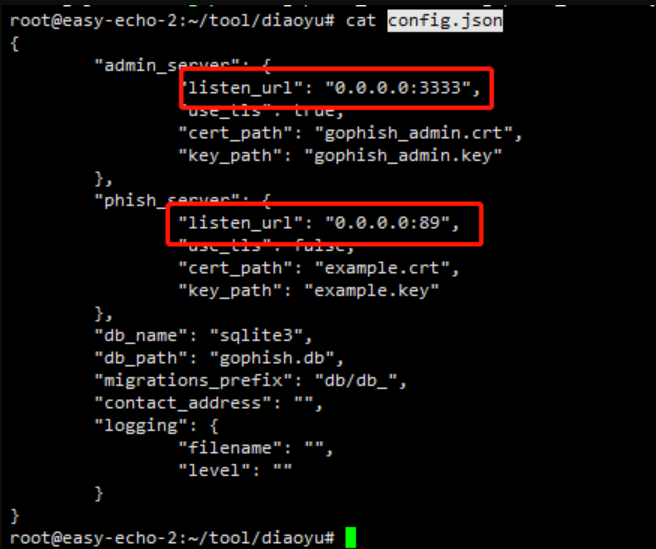 root@easy-echo-2:~/tool/diaoyu# cat config.json
{
"admin_server": {
"listen_url": "0.0.0.0:3333",
"use_tls": true,
"cert_path": "gophish_admin.crt",
"key_path": "gophish_admin.key"
},
"phish_server": {
"listen_url": "0.0.0.0:89",
"use_tls": false,
"cert_path": "example.crt",
"key_path": "example.key"
},
"db_name": "sqlite3",
"db_path": "gophish.db",
"migrations_prefix": "db/db_",
"contact_address": "",
"logging": {
"filename": "",
"level": ""
}
}
root@easy-echo-2:~/tool/diaoyu#